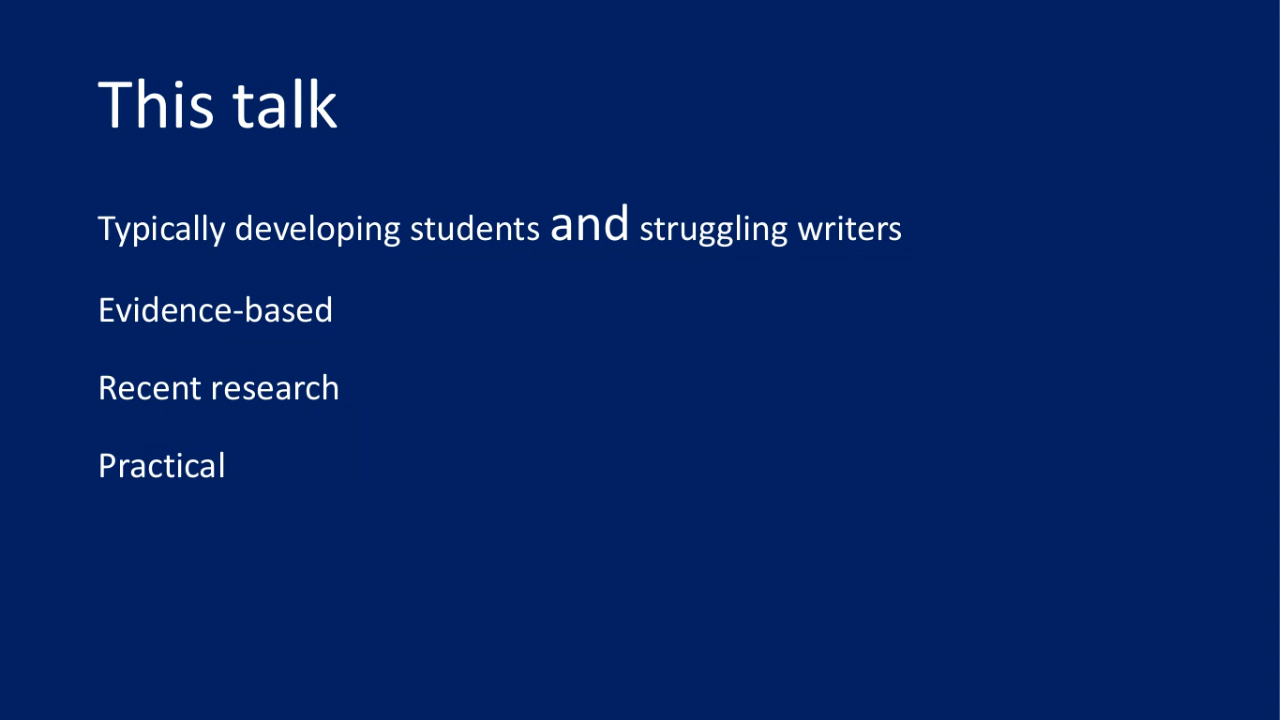 This talk
Typically developing students and struggling writers
Evidence-based
Recent research
Practical